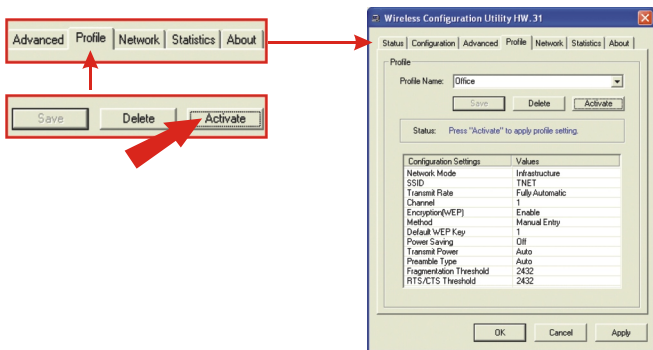 Advanced Profile Network Statistics About
Save Delete Activate
Wireless Configuration Utility HW.31
Status Configuration Advanced Profile Network Statistics About
Profile
Profile Name: Office
Save Delete Activate
Status: Press "Activate" to apply profile setting.
Configuration Settings Values
Network Mode Infrastructure
SSID TNET
Transmit Rate Fully Automatic
Channel 1
Encryption(WEP) Enable
Method Manual Entry
Default WEP Key 1
Power Saving Off
Transmit Power Auto
Preamble Type Auto
Fragmentation Threshold 2432
RTS/CTS Threshold 2432
OK Cancel Apply